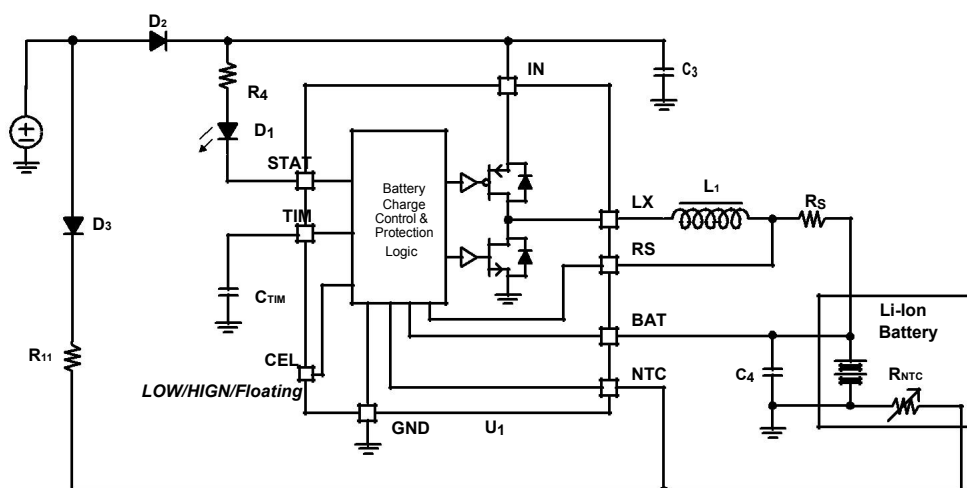 D2
IN
C3
R4
D1
STAT
Battery
Charge
Control &
Protection
Logic
TIM
LX
L1
RS
D3
RS
CTIM
BAT
Li-Ion
Battery
R11
CEL
LOW/HIGN/Floating
NTC
C4
RNTC
GND
U1